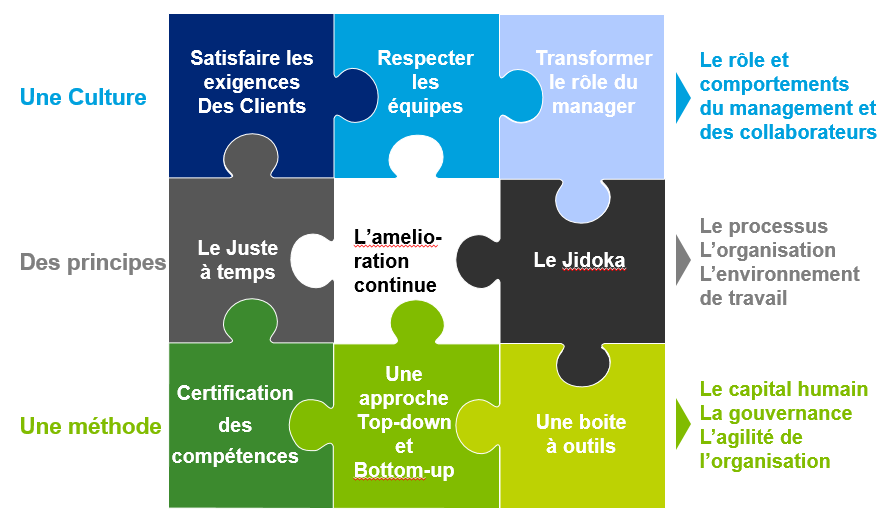 Une Culture
Satisfaire les
exigences
Des Clients
Respecter
les
équipes
Transformer
le rôle du
manager
Le rôle et
comportements
du management et
des collaborateurs
Des principes
Le Juste
à temps
L’amelio-
ration
continue
Le Jidoka
Le processus
L’organisation
L’environnement
de travail
Une méthode
Certification
des
compétences
Une
approche
Top-down
et
Bottom-up
Une boite
à outils
Le capital humain
La gouvernance
L’agilité de
l’organisation